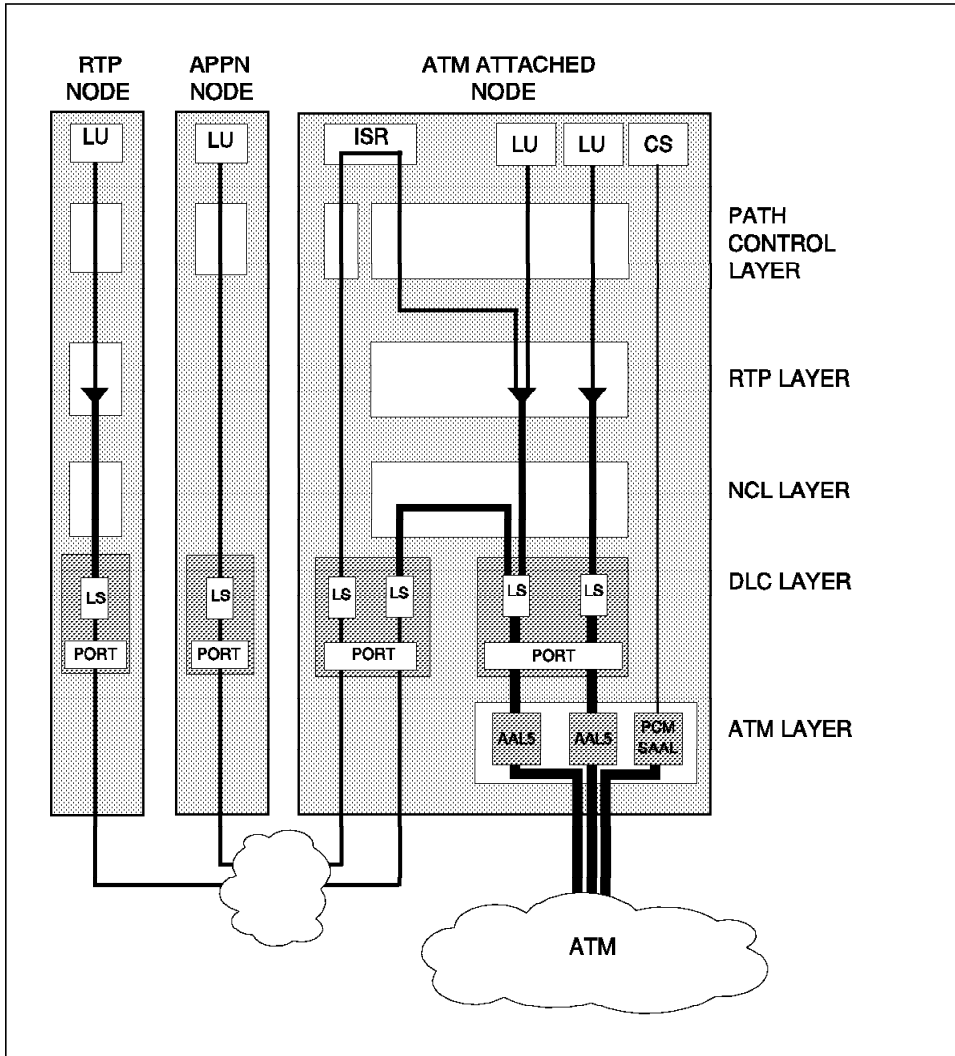 RTP
NODE
APPN
NODE
ATM ATTACHED
NODE
LU
LU
ISR
LU
LU
CS
PATH
CONTROL
LAYER
RTP LAYER
NCL LAYER
DLC LAYER
LS
LS
LS
LS
LS
LS
PORT
PORT
PORT
PORT
ATM LAYER
AAL5
AAL5
PCM
SAAL
ATM